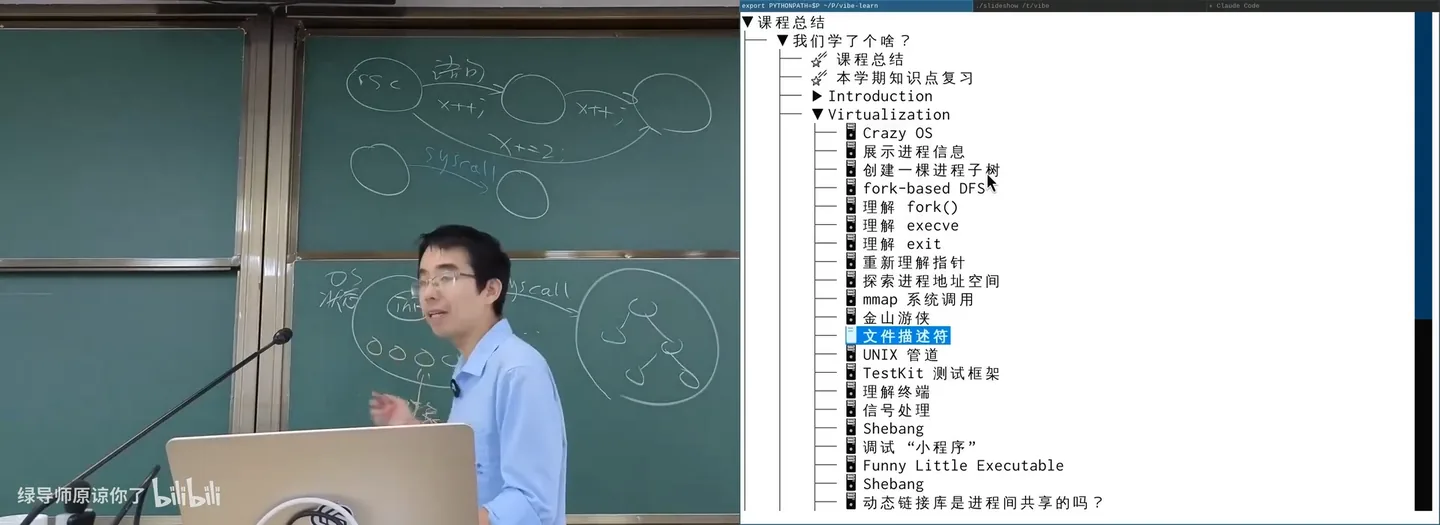 rsc
x++;
x++;
x+=2;
syscall
OS
状态
init
syscall
...
绿导师原谅你了 bilibili
export PYTHONPATH=$P ~/P/vibe-learn
./slideshow /t/vibe
Claude Code
▼课程总结
▼我们学了个啥？
课程总结
本学期知识点复习
▶ Introduction
▼ Virtualization
Crazy OS
展示进程信息
创建一棵进程子树
fork-based DFS
理解 fork()
理解 execve
理解 exit
重新理解指针
探索进程地址空间
mmap 系统调用
金山游侠
文件描述符
UNIX 管道
TestKit 测试框架
理解终端
信号处理
Shebang
调试 “小程序”
Funny Little Executable
Shebang
动态链接库是进程间共享的吗？